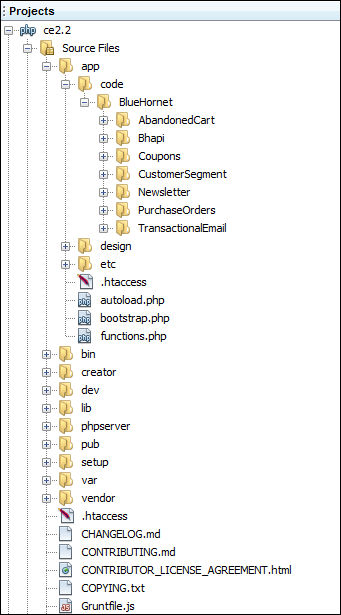 Projects
ce2.2
Source Files
app
code
BlueHornet
AbandonedCart
Bhapi
Coupons
CustomerSegment
Newsletter
PurchaseOrders
TransactionalEmail
design
etc
.htaccess
autoload.php
bootstrap.php
functions.php
bin
creator
dev
lib
phpserver
pub
setup
var
vendor
.htaccess
CHANGELOG.md
CONTRIBUTING.md
CONTRIBUTOR_LICENSE_AGREEMENT.html
COPYING.txt
Gruntfile.js